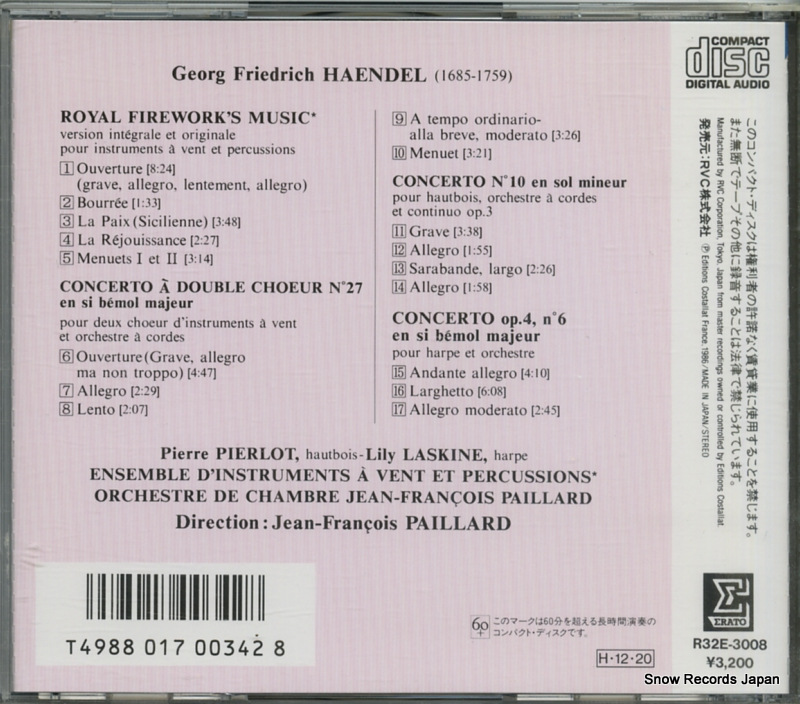 Georg Friedrich HAENDEL (1685-1759)
ROYAL FIREWORK'S MUSIC*
version intégrale et originale
pour instruments à vent et percussions
1 Ouverture [8:24]
(grave, allegro, lentement, allegro)
2 Bourrée [1:33]
3 La Paix (Sicilienne) [3:48]
4 La Réjouissance [2:27]
5 Menuets I et II [3:14]
CONCERTO À DOUBLE CHOEUR N°27
en si bémol majeur
pour deux choeur d'instruments à vent
et orchestre à cordes
6 Ouverture (Grave, allegro
ma non troppo) [4:47]
7 Allegro [2:29]
8 Lento [2:07]
9 A tempo ordinario-
alla breve, moderato [3:26]
10 Menuet [3:21]
CONCERTO N°10 en sol mineur
pour hautbois, orchestre à cordes
et continuo op.3
11 Grave [3:38]
12 Allegro [1:55]
13 Sarabande, largo [2:26]
14 Allegro [1:58]
CONCERTO op.4, n°6
en si bémol majeur
pour harpe et orchestre
15 Andante allegro [4:10]
16 Larghetto [6:08]
17 Allegro moderato [2:45]
Pierre PIERLOT, hautbois-Lily LASKINE, harpe
ENSEMBLE D'INSTRUMENTS À VENT ET PERCUSSIONS*
ORCHESTRE DE CHAMBRE JEAN-FRANÇOIS PAILLARD
Direction: Jean-François PAILLARD
T4988 017 00342 8
60+ このマークは60分を超える長時間演奏の
コンパクト・ディスクです。
H・12・20
COMPACT
disc
DIGITAL AUDIO
このコンパクト・ディスクは権利者の許諾なく賃貸業に使用することを禁じます。
また無断でテープその他に録音することは法律で禁じられています。
発売元:RVC株式会社
Manufactured by RVC Corporation, Tokyo, Japan from master recordings owned or controlled by Editions Costallat.
Ⓟ Editions Costallat France. 1986/MADE IN JAPAN/STEREO
ERATO
R32E-3008
¥3,200
Snow Records Japan